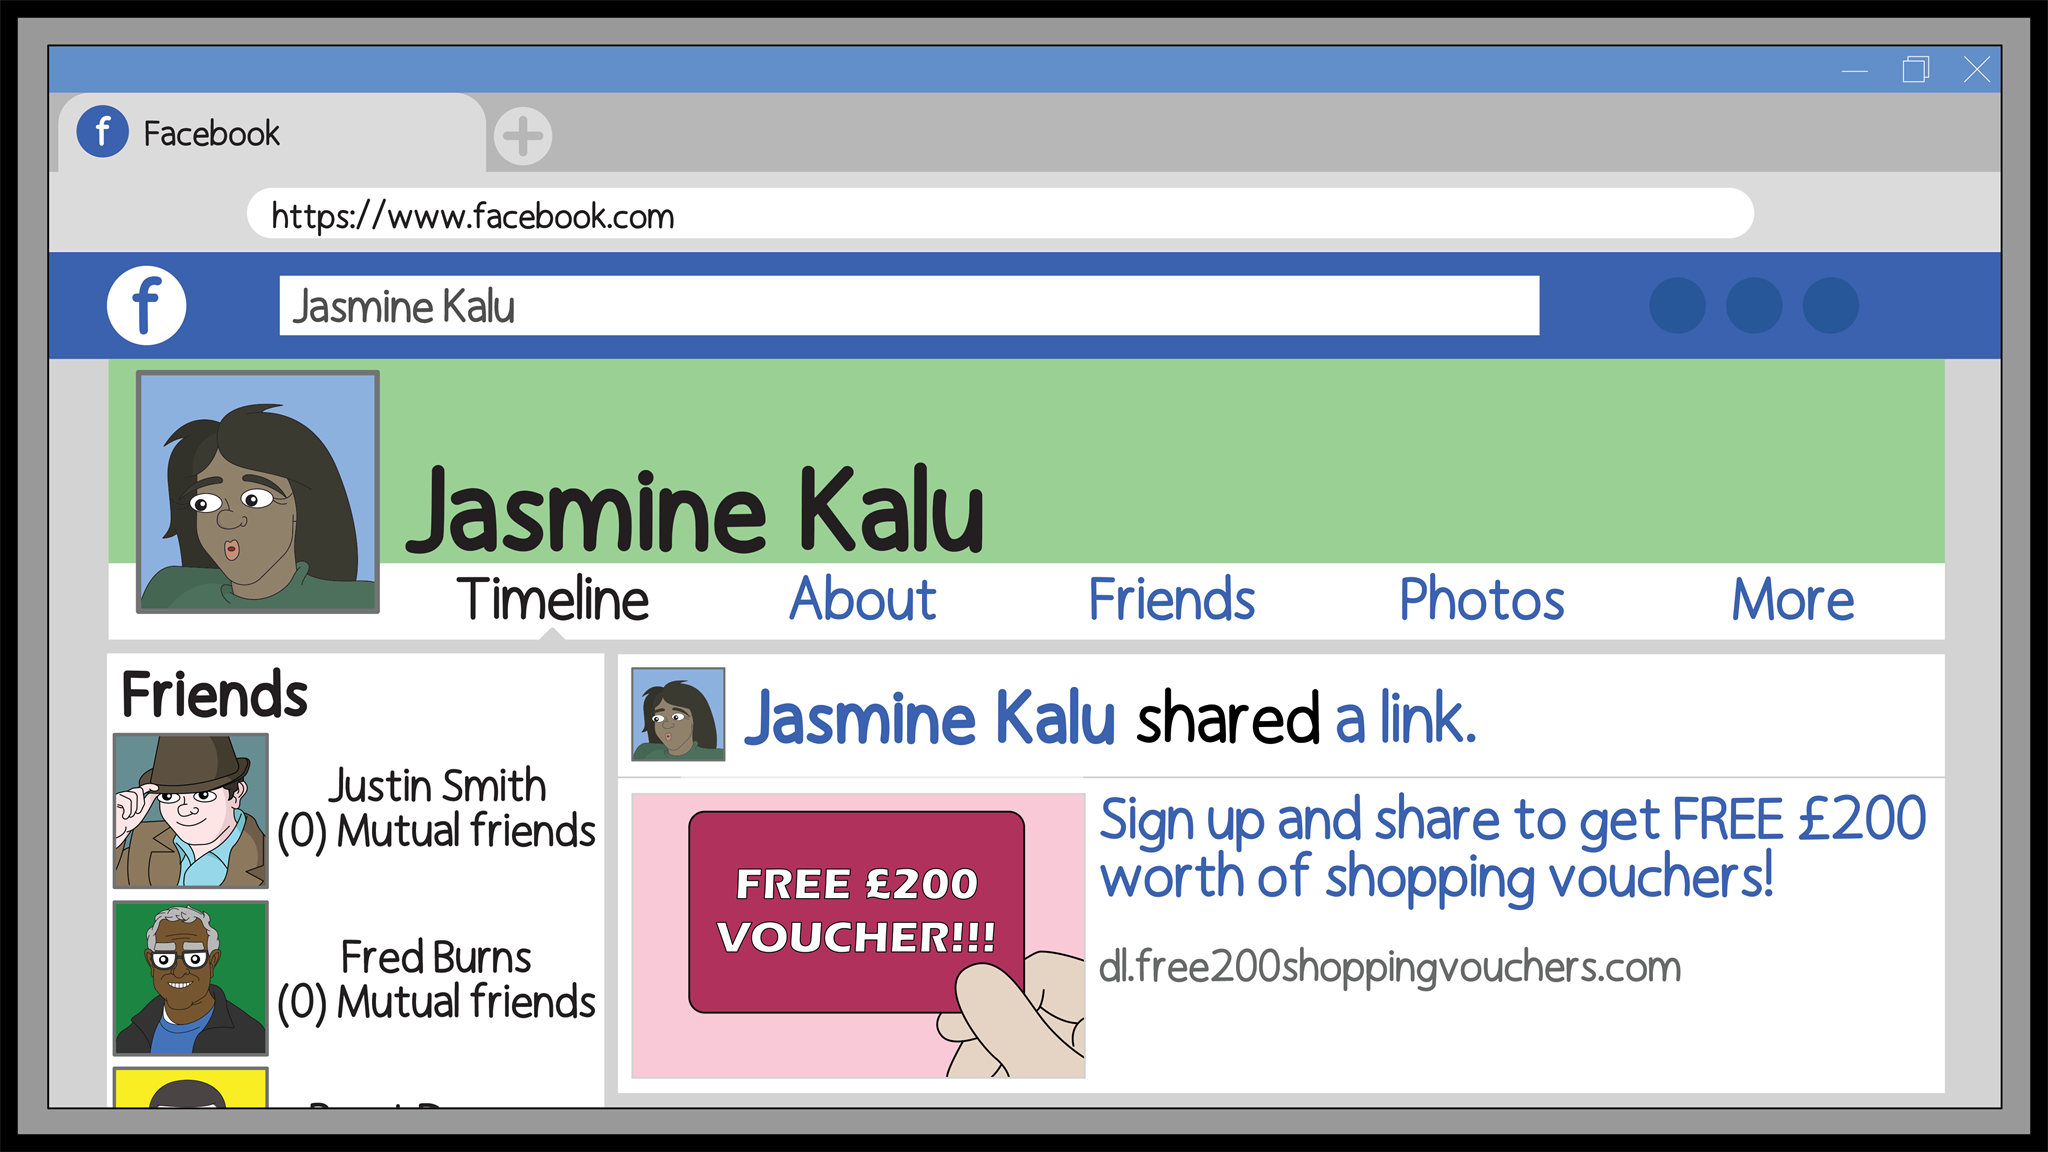 f Facebook
https://www.facebook.com
f Jasmine Kalu
Jasmine Kalu
Timeline About Friends Photos More
Friends
Justin Smith
(0) Mutual friends
Fred Burns
(0) Mutual friends
Jasmine Kalu shared a link.
FREE £200
VOUCHER!!!
Sign up and share to get FREE £200
worth of shopping vouchers!
dl.free200shoppingvouchers.com